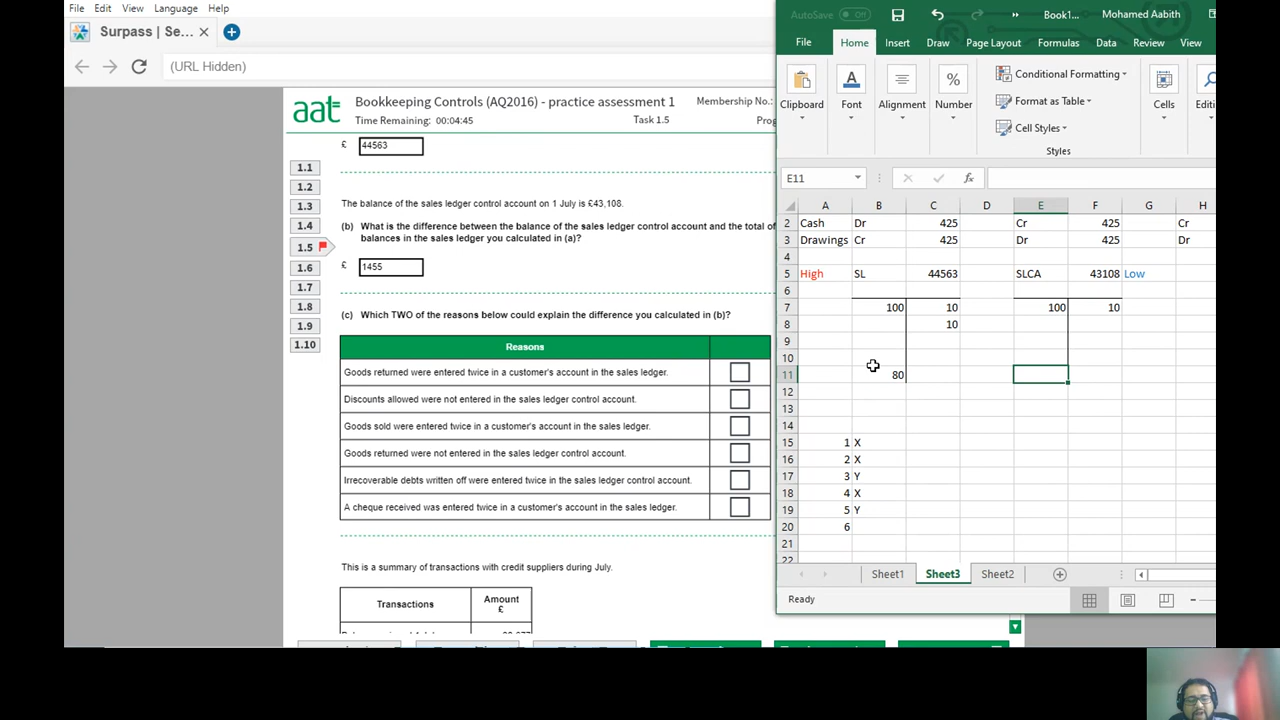 File Edit View Language Help
Surpass | Se...
(URL Hidden)
aat
Bookkeeping Controls (AQ2016) - practice assessment 1
Membership No.:
Time Remaining: 00:04:45
Task 1.5
Prog
£ 44563
1.1
1.2
1.3
1.4
1.5
1.6
1.7
1.8
1.9
1.10
The balance of the sales ledger control account on 1 July is £43,108.
(b) What is the difference between the balance of the sales ledger control account and the total of
balances in the sales ledger you calculated in (a)?
£ 1455
(c) Which TWO of the reasons below could explain the difference you calculated in (b)?
Reasons
Goods returned were entered twice in a customer's account in the sales ledger.
Discounts allowed were not entered in the sales ledger control account.
Goods sold were entered twice in a customer's account in the sales ledger.
Goods returned were not entered in the sales ledger control account.
Irrecoverable debts written off were entered twice in the sales ledger control account.
A cheque received was entered twice in a customer's account in the sales ledger.
This is a summary of transactions with credit suppliers during July.
Transactions
Amount
£
AutoSave Off
Book1...
Mohamed Aabith
File Home Insert Draw Page Layout Formulas Data Review View
Clipboard
Font
Alignment
Number
Conditional Formatting
Format as Table
Cell Styles
Styles
Cells
Editi
E11
fx
A B C D E F G H
2 Cash Dr 425 Cr 425 Cr
3 Drawings Cr 425 Dr 425 Dr
4
5 High SL 44563 SLCA 43108 Low
6
7 100 10 100 10
8 10
9
10
11 80
12
13
14
15 1 X
16 2 X
17 3 Y
18 4 X
19 5 Y
20 6
21
22
Sheet1 Sheet3 Sheet2
Ready